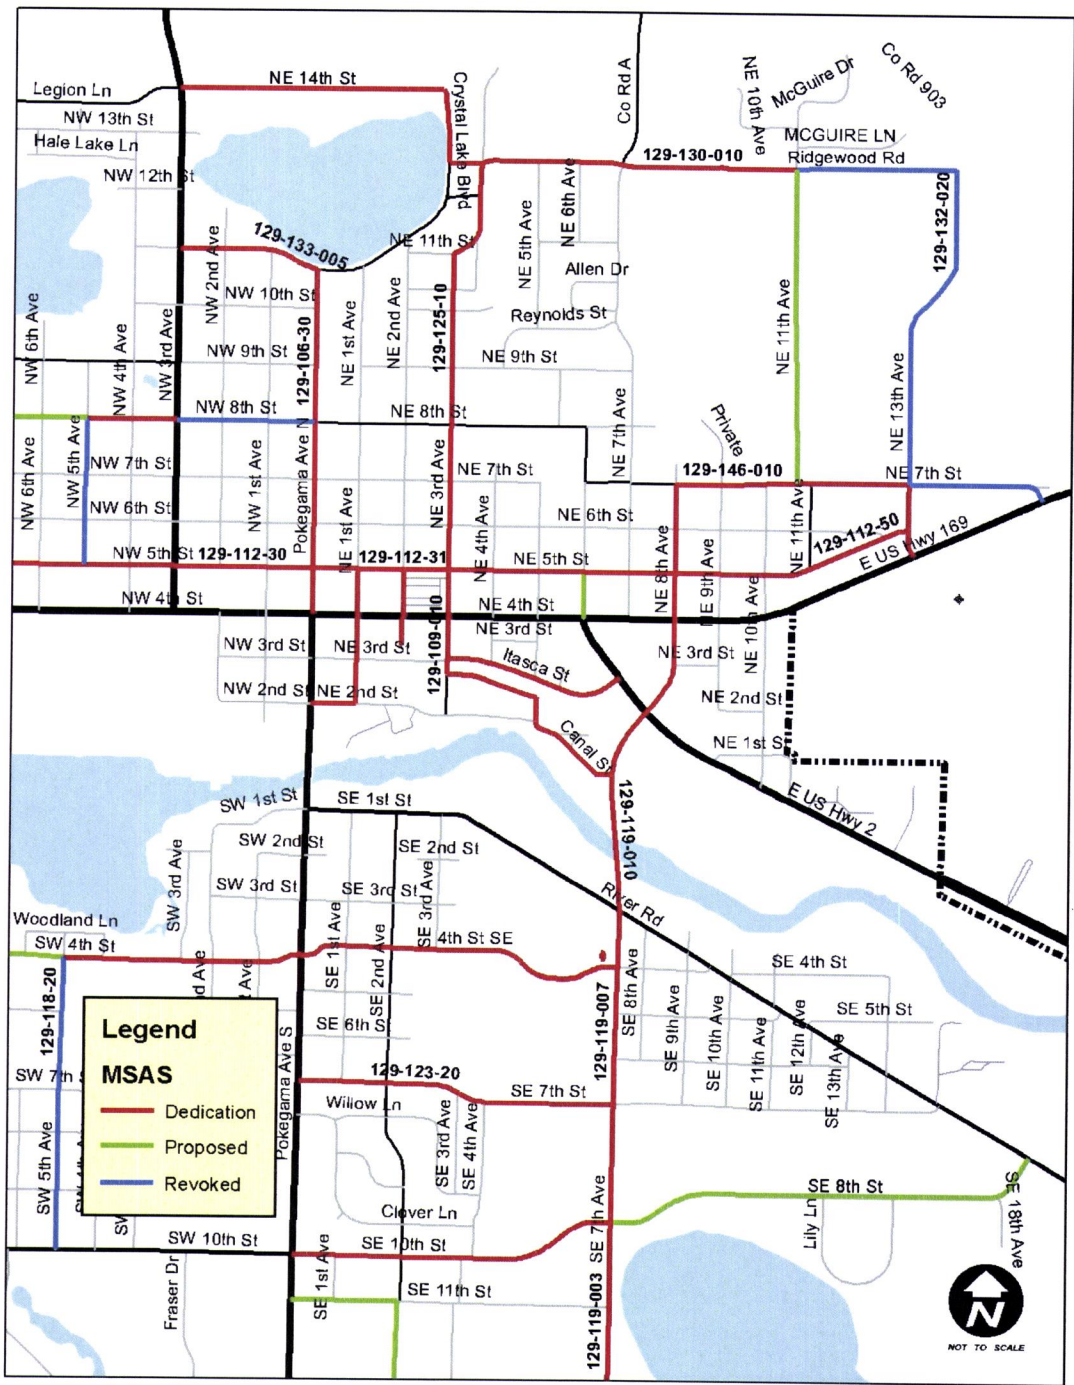 NE 14th St
Crystal Lake Blvd
Co Rd A
NE 10th Ave
McGuire Dr
Co Rd 903
Legion Ln
NW 13th St
Hale Lake Ln
NW 12th St
MCGUIRE LN
129-130-010
Ridgewood Rd
129-132-020
129-133-005
NE 11th St
NE 5th Ave
NE 6th Ave
Allen Dr
NW 2nd Ave
NW 10th St
Reynolds St
NW 6th Ave
NW 4th Ave
NW 3rd Ave
NW 9th St
129-106-30
NE 1st Ave
NE 2nd Ave
129-125-10
NE 9th St
NE 11th Ave
NE 13th Ave
NW 8th St
NE 8th St
Private
NW 6th Ave
NW 5th Ave
NW 7th St
NW 1st Ave
Pokegama Ave N
NE 3rd Ave
NE 7th St
NE 7th Ave
129-146-010
NE 7th St
NW 6th St
NE 1st Ave
NE 4th Ave
NE 6th St
NE 8th Ave
NE 9th Ave
NE 11th Ave
129-112-50
E US Hwy 169
NW 5th St
129-112-30
129-112-31
NE 5th St
NW 4th St
NE 4th St
NE 10th Ave
NW 3rd St
NE 3rd St
129-109-010
NE 3rd St
Itasca St
NE 3rd St
NW 2nd St
NE 2nd St
NE 2nd St
Canal St
NE 1st St
SW 1st St
SE 1st St
129-119-010
E US Hwy 2
SW 2nd St
SE 2nd St
SW 3rd Ave
SW 3rd St
SE 3rd St
SE 3rd Ave
River Rd
Woodland Ln
SW 4th St
SE 1st Ave
SE 2nd Ave
4th St SE
SE 4th St
129-118-20
nd Ave
t Ave
129-119-007
SE 8th Ave
SE 9th Ave
SE 10th Ave
SE 11th Ave
SE 12th Ave
SE 13th Ave
SE 5th St
Legend
MSAS
Dedication
Proposed
Revoked
Pokegama Ave S
SE 6th St
SW 7th S
129-123-20
SE 7th St
Willow Ln
SW 5th Ave
SW
SE 3rd Ave
SE 4th Ave
SE 8th St
Clover Ln
SE 7th Ave
Lily Ln
SE 18th Ave
SW 10th St
SE 10th St
Fraser Dr
SE 1st Ave
SE 11th St
129-119-003
N
NOT TO SCALE